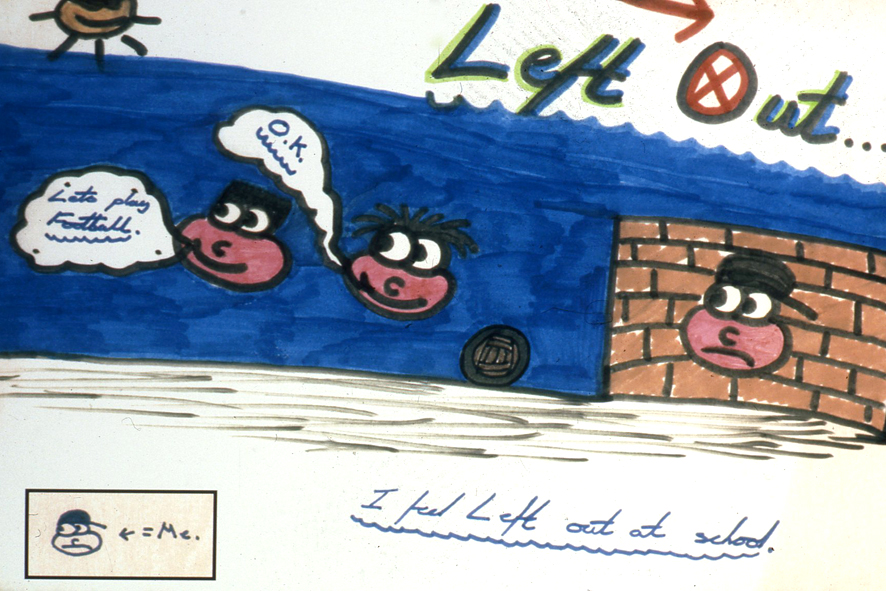 Left Out...
O.K.
Lets play
Football.
← = Me.
I feel Left out at school.